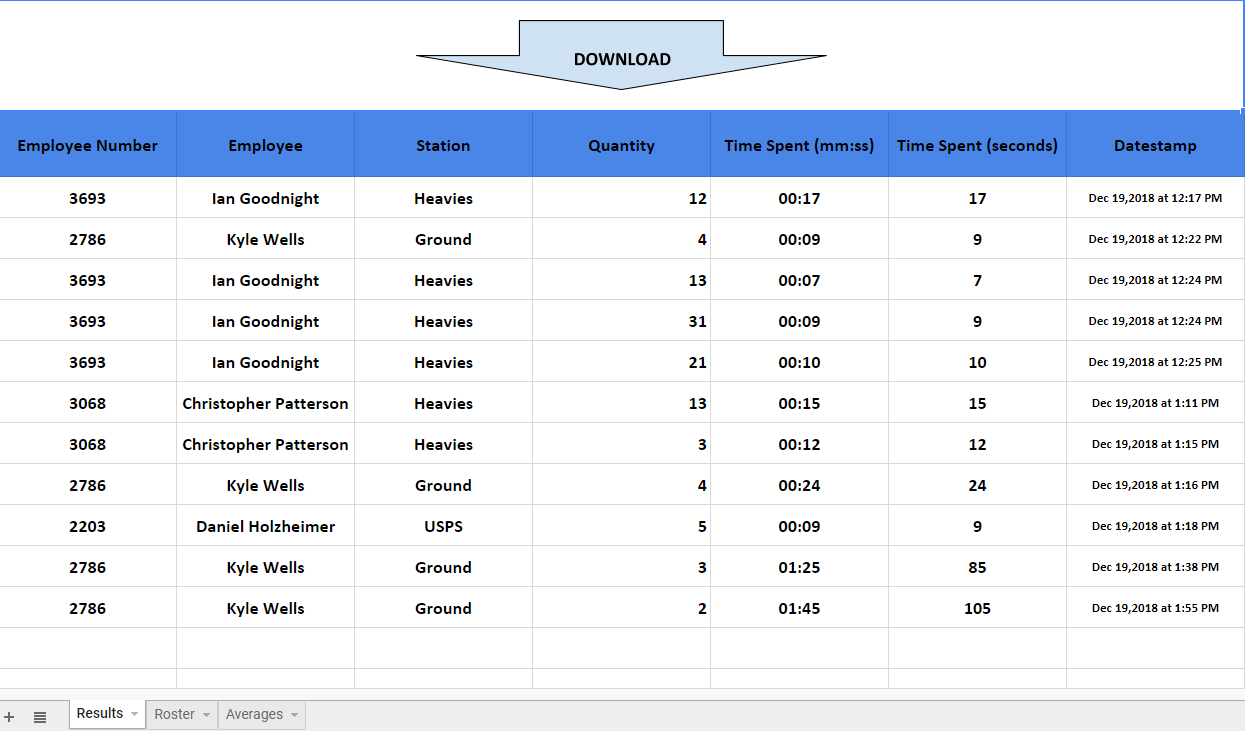 DOWNLOAD
Employee Number Employee Station Quantity Time Spent (mm:ss) Time Spent (seconds) Datestamp
3693 Ian Goodnight Heavies 12 00:17 17 Dec 19,2018 at 12:17 PM
2786 Kyle Wells Ground 4 00:09 9 Dec 19,2018 at 12:22 PM
3693 Ian Goodnight Heavies 13 00:07 7 Dec 19,2018 at 12:24 PM
3693 Ian Goodnight Heavies 31 00:09 9 Dec 19,2018 at 12:24 PM
3693 Ian Goodnight Heavies 21 00:10 10 Dec 19,2018 at 12:25 PM
3068 Christopher Patterson Heavies 13 00:15 15 Dec 19,2018 at 1:11 PM
3068 Christopher Patterson Heavies 3 00:12 12 Dec 19,2018 at 1:15 PM
2786 Kyle Wells Ground 4 00:24 24 Dec 19,2018 at 1:16 PM
2203 Daniel Holzheimer USPS 5 00:09 9 Dec 19,2018 at 1:18 PM
2786 Kyle Wells Ground 3 01:25 85 Dec 19,2018 at 1:38 PM
2786 Kyle Wells Ground 2 01:45 105 Dec 19,2018 at 1:55 PM
Results Roster Averages